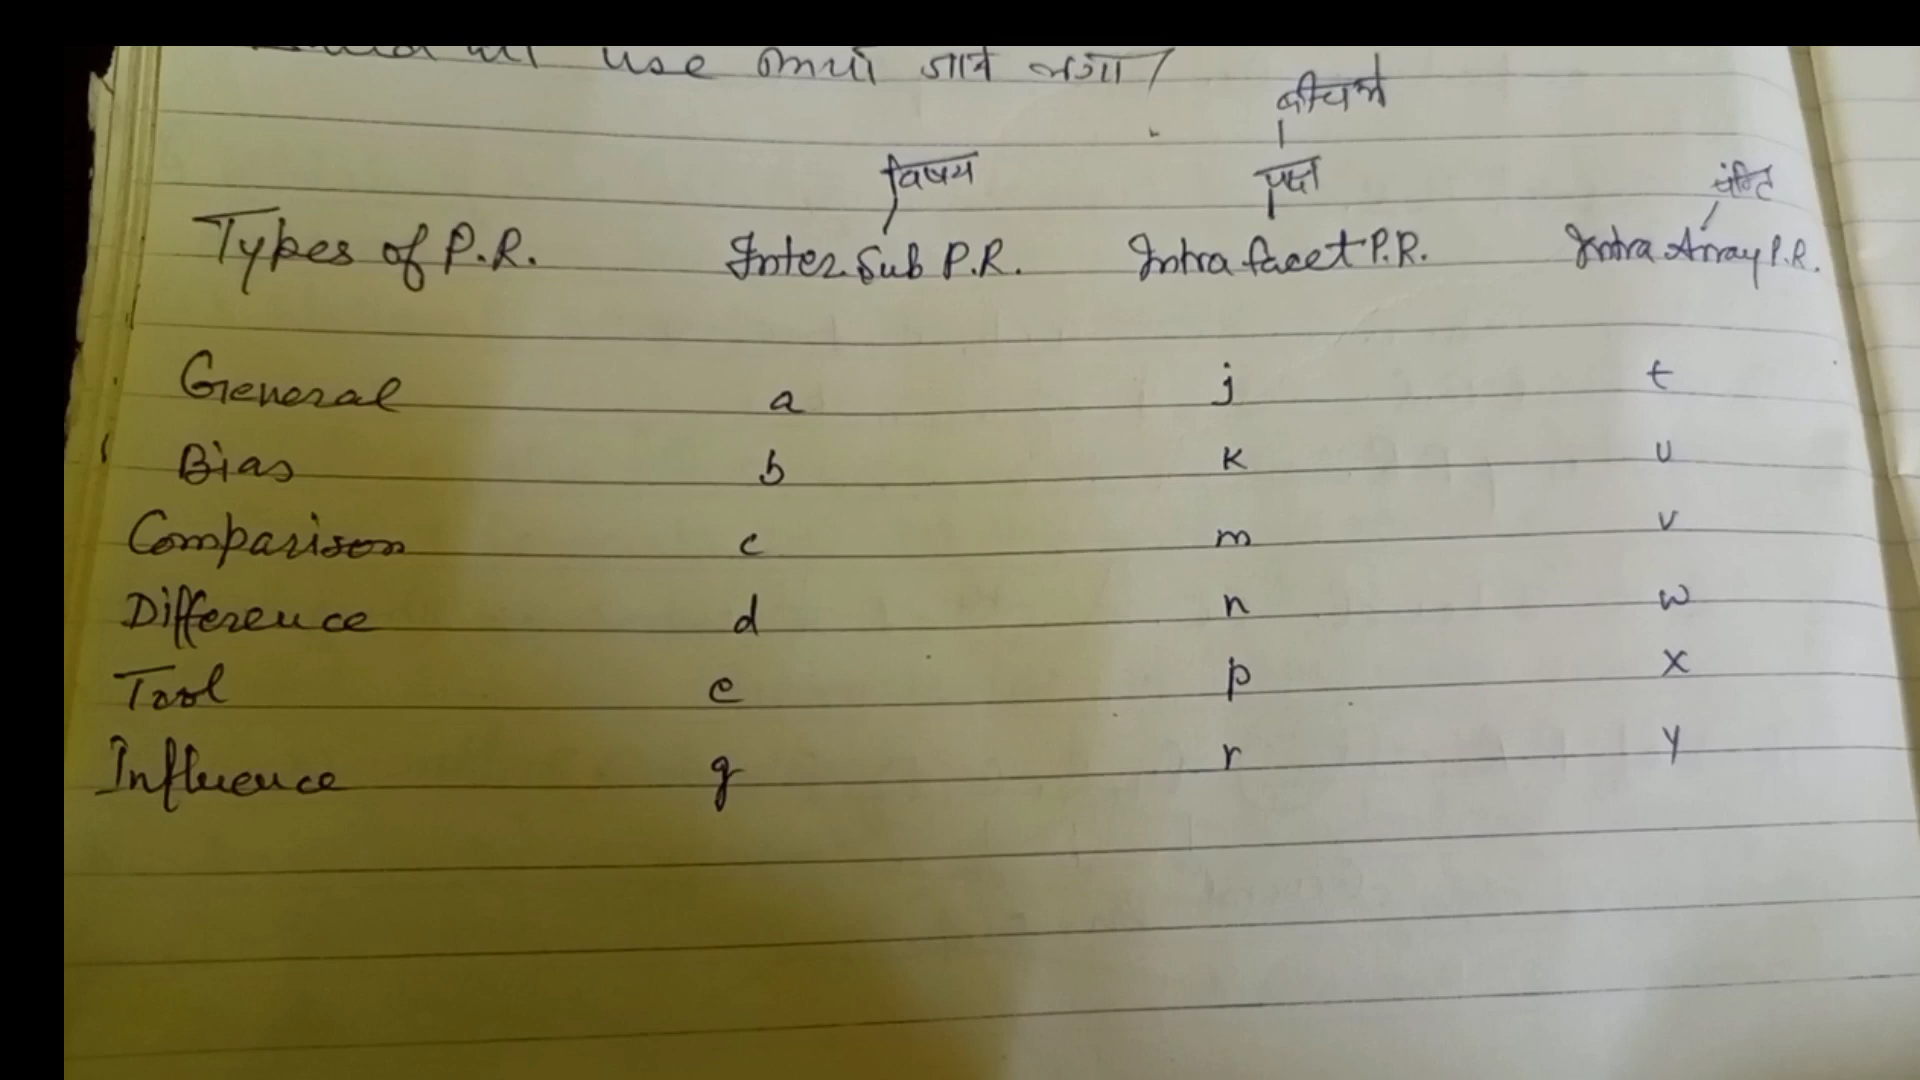 use किया जाने लगा।
बीच में
विषय पक्ष पंक्ति
Types of P.R. Inter Sub P.R. Intra facet P.R. Intra Array P.R.
General a j t
Bias b k u
Comparison c m v
Difference d n w
Tool e p x
Influence g r y